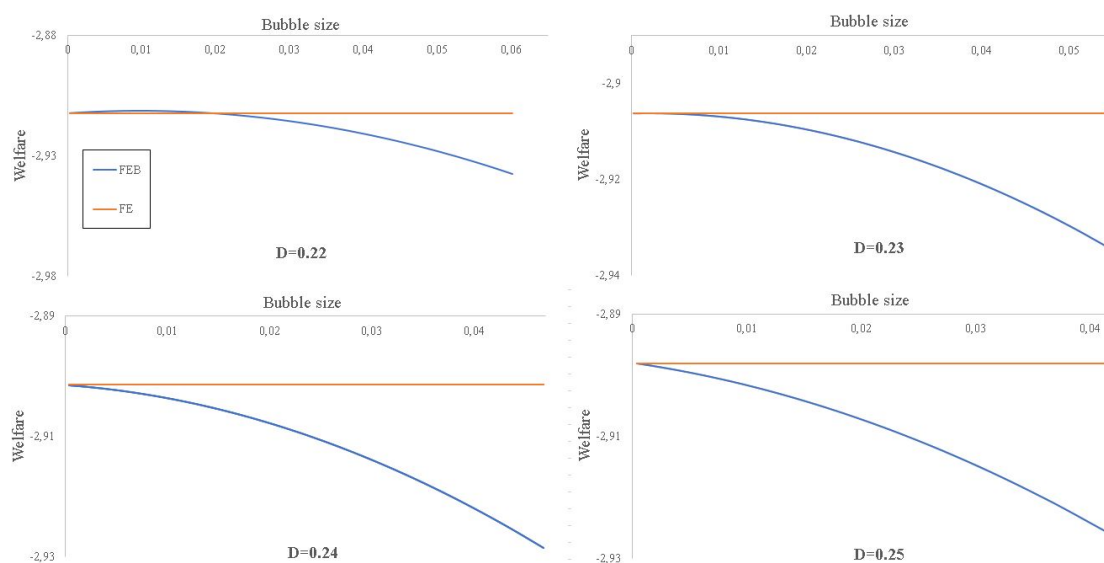 Bubble size
-2,88
0
0,01
0,02
0,03
0,04
0,05
0,06
Welfare
-2,93
FEB
FE
D=0.22
-2,98
Bubble size
0
0,01
0,02
0,03
0,04
0,05
-2,9
Welfare
-2,92
D=0.23
-2,94
Bubble size
-2,89
0
0,01
0,02
0,03
0,04
Welfare
-2,91
D=0.24
-2,93
Bubble size
-2,89
0
0,01
0,02
0,03
0,04
Welfare
-2,91
D=0.25
-2,93